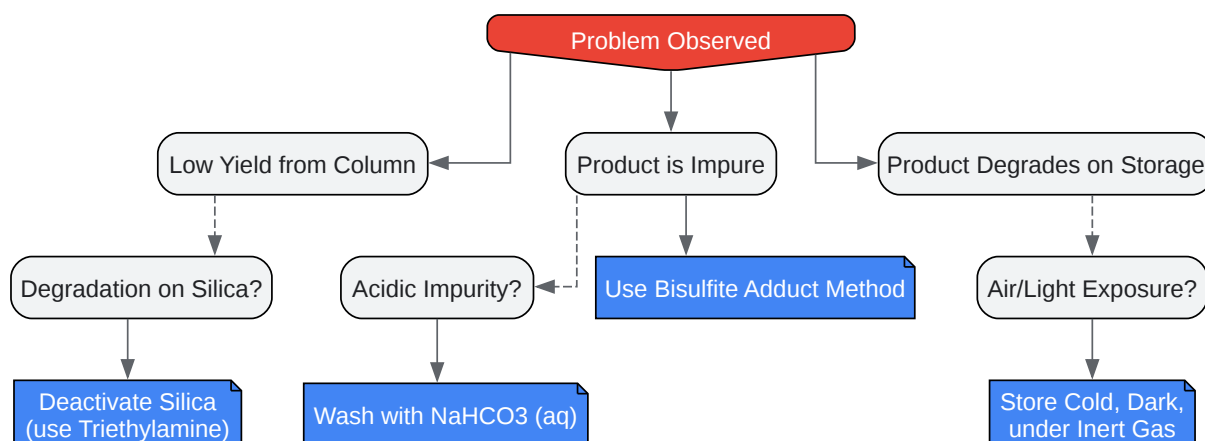 Problem Observed
Low Yield from Column
Product is Impure
Product Degrades on Storage
Degradation on Silica?
Acidic Impurity?
Use Bisulfite Adduct Method
Air/Light Exposure?
Deactivate Silica
(use Triethylamine)
Wash with NaHCO3 (aq)
Store Cold, Dark,
under Inert Gas